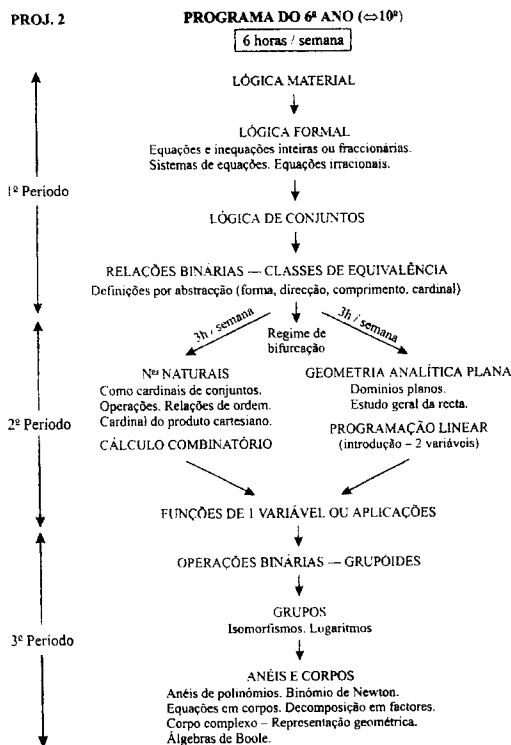 PROJ. 2
PROGRAMA DO 6º ANO (⇔10º)
6 horas / semana
LÓGICA MATERIAL
LÓGICA FORMAL
Equações e inequações inteiras ou fraccionárias.
Sistemas de equações. Equações irracionais.
1º Período
LÓGICA DE CONJUNTOS
RELAÇÕES BINÁRIAS — CLASSES DE EQUIVALÊNCIA
Definições por abstracção (forma, direcção, comprimento, cardinal)
3h / semana
Regime de
bifurcação
3h / semana
2º Período
Nºs NATURAIS
Como cardinais de conjuntos.
Operações. Relações de ordem.
Cardinal do produto cartesiano.
CÁLCULO COMBINATÓRIO
GEOMETRIA ANALÍTICA PLANA
Domínios planos.
Estudo geral da recta.
PROGRAMAÇÃO LINEAR
(introdução – 2 variáveis)
FUNÇÕES DE 1 VARIÁVEL OU APLICAÇÕES
OPERAÇÕES BINÁRIAS — GRUPÓIDES
GRUPOS
Isomorfismos. Logaritmos
3º Período
ANÉIS E CORPOS
Anéis de polinómios. Binómio de Newton.
Equações em corpos. Decomposição em factores.
Corpo complexo – Representação geométrica.
Álgebras de Boole.